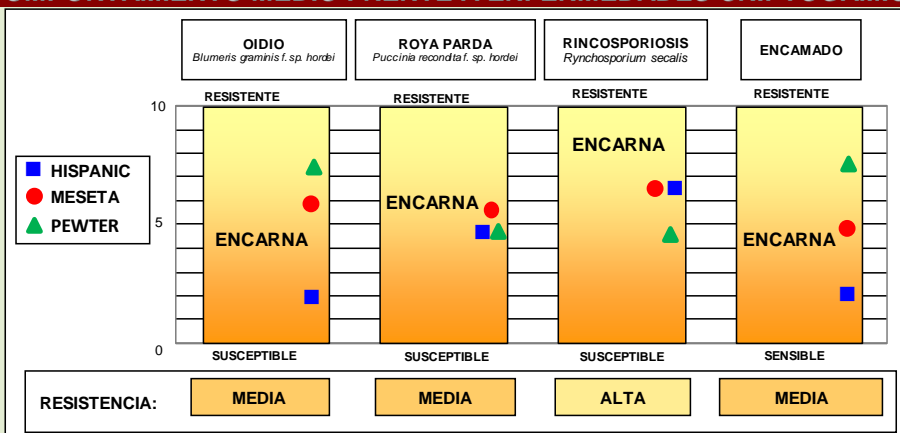 OIDIO
Blumeris graminis f. sp. hordei
ROYA PARDA
Puccinia recondita f. sp. hordei
RINCOSPORIOSIS
Rynchosporium secalis
ENCAMADO
RESISTENTE
RESISTENTE
RESISTENTE
RESISTENTE
10
5
0
HISPANIC
MESETA
PEWTER
ENCARNA
ENCARNA
ENCARNA
ENCARNA
SUSCEPTIBLE
SUSCEPTIBLE
SUSCEPTIBLE
SENSIBLE
RESISTENCIA:
MEDIA
MEDIA
ALTA
MEDIA